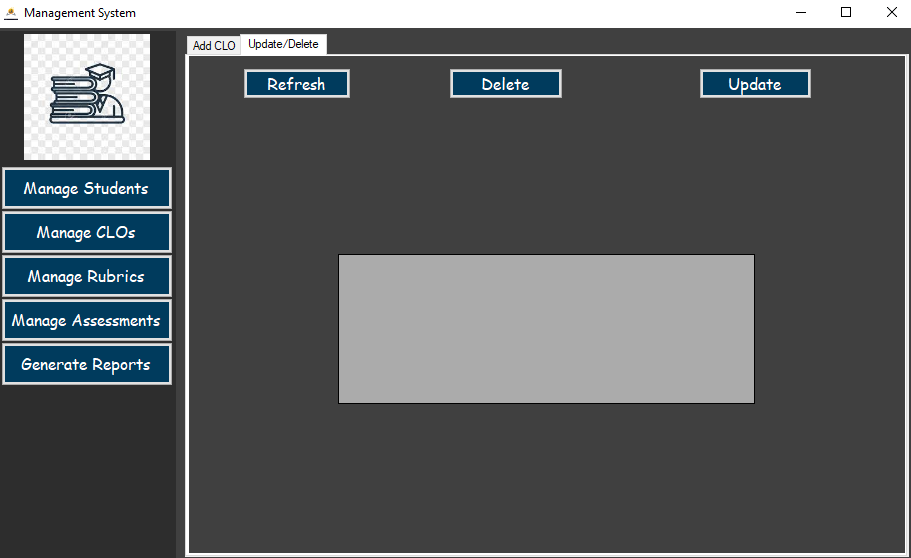 Management System
Add CLO
Update/Delete
Refresh
Delete
Update
Manage Students
Manage CLOs
Manage Rubrics
Manage Assessments
Generate Reports